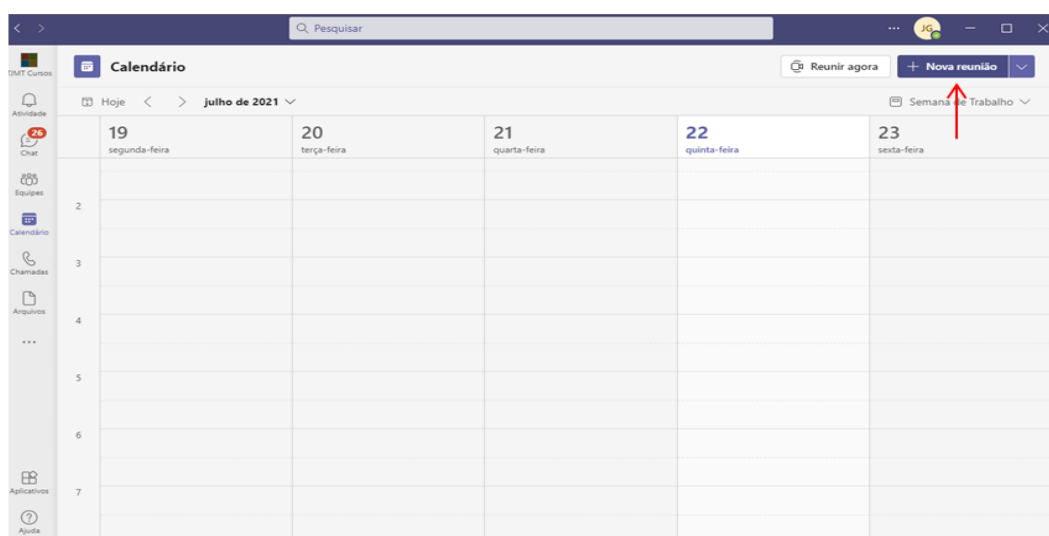 Pesquisar
JG
TJMT Cursos
Calendário
Reunir agora
Nova reunião
Atividade
Hoje
julho de 2021
Semana de Trabalho
19
segunda-feira
20
terça-feira
21
quarta-feira
22
quinta-feira
23
sexta-feira
26
Chat
Equipes
Calendário
Chamadas
Arquivos
2
3
4
5
6
7
Aplicativos
Ajuda